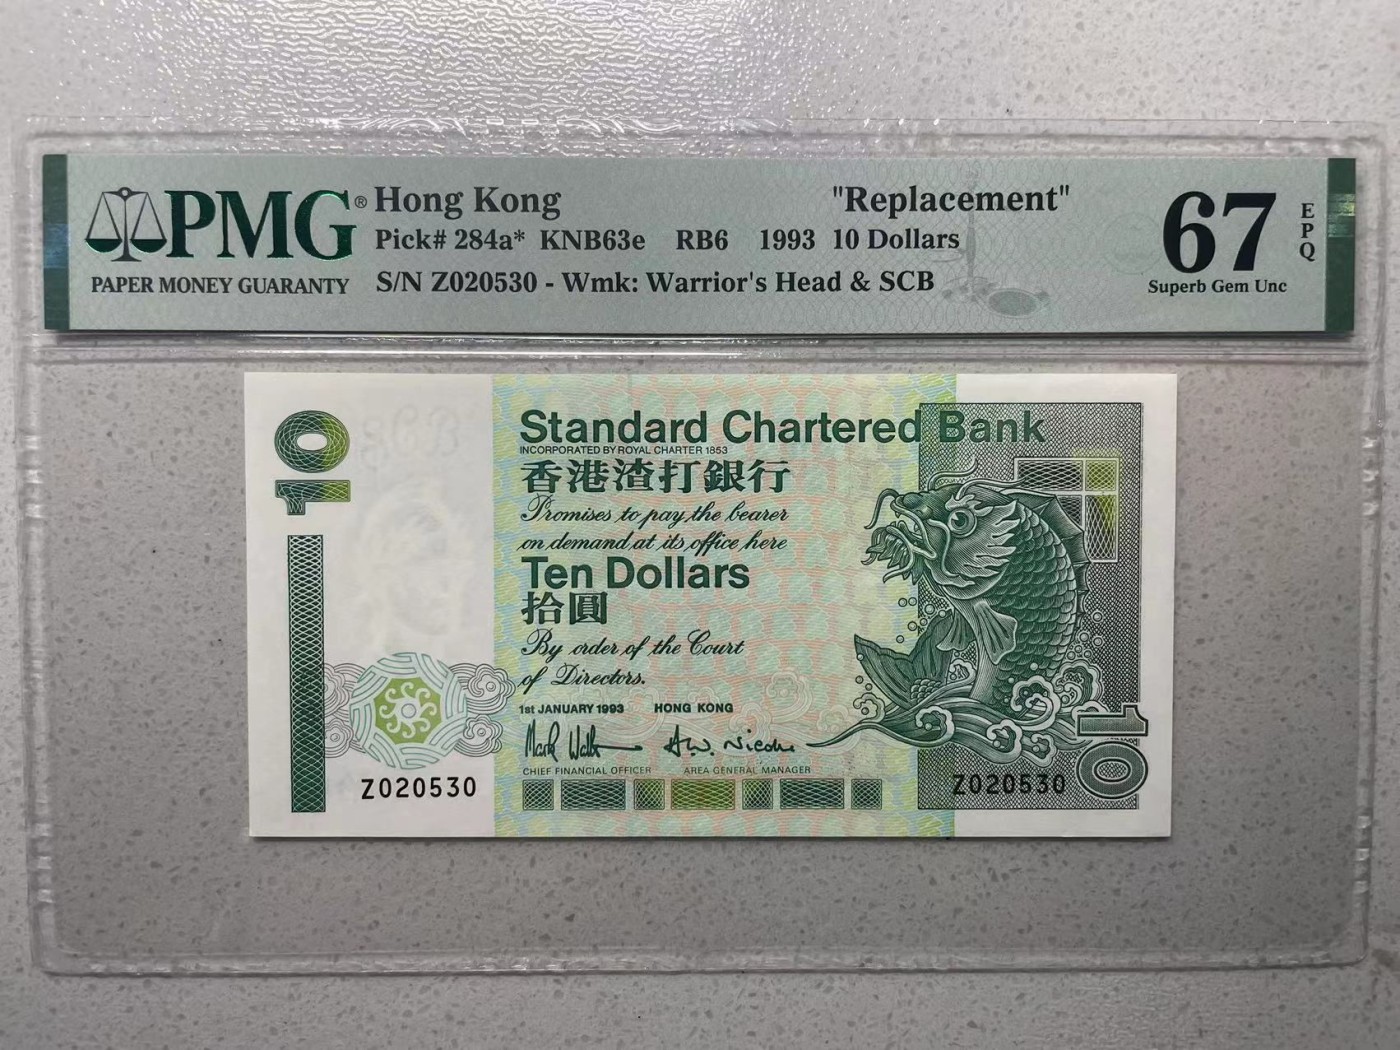 PMG®
PAPER MONEY GUARANTY
Hong Kong "Replacement"
Pick# 284a* KNB63e RB6 1993 10 Dollars
S/N Z020530 - Wmk: Warrior's Head & SCB
67
EPQ
Superb Gem Unc
10
Standard Chartered Bank
INCORPORATED BY ROYAL CHARTER 1853
香港渣打銀行
Promises to pay the bearer
on demand at its office here
Ten Dollars
拾圓
By order of the Court
of Directors.
1st JANUARY 1993 HONG KONG
CHIEF FINANCIAL OFFICER AREA GENERAL MANAGER
Z020530 Z020530
10